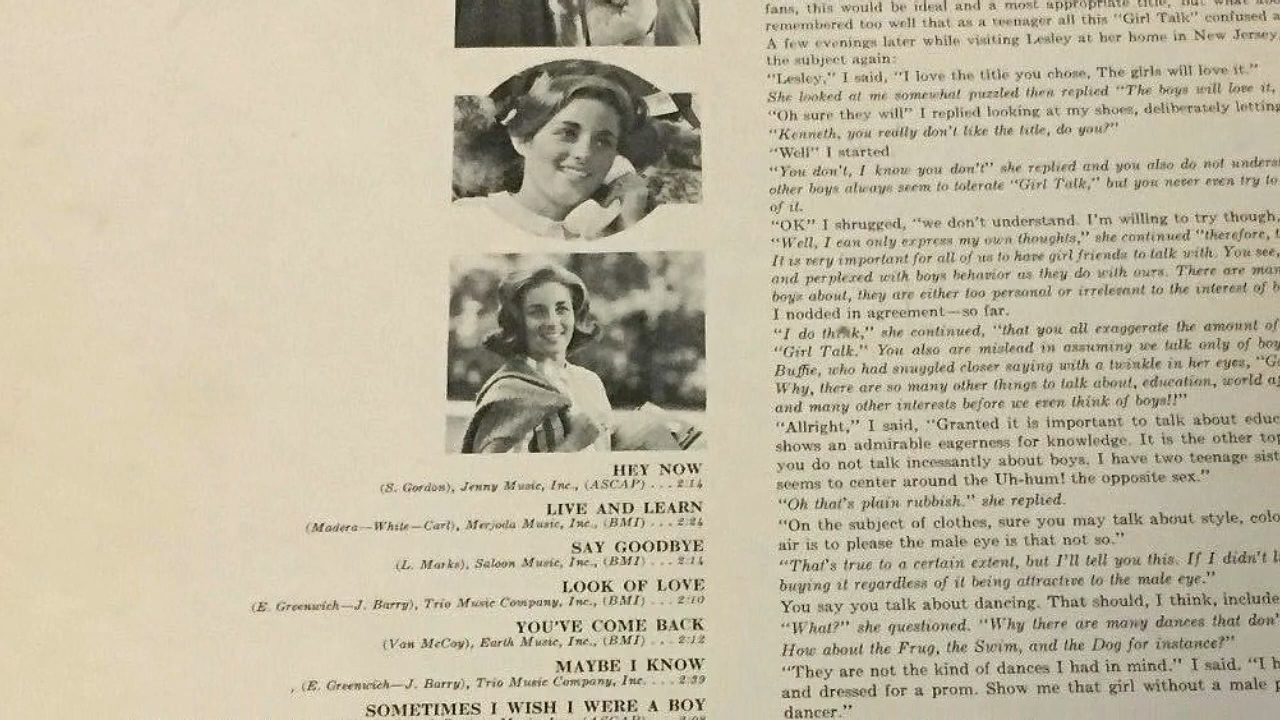 HEY NOW
(S. Gordon), Jenny Music, Inc., (ASCAP) ... 2:14
LIVE AND LEARN
(Madera—White—Carl), Merjoda Music, Inc., (BMI) ... 2:24
SAY GOODBYE
(L. Marks), Saloon Music, Inc., (BMI) ... 2:14
LOOK OF LOVE
(E. Greenwich—J. Barry), Trio Music Company, Inc., (BMI) ... 2:10
YOU'VE COME BACK
(Van McCoy), Earth Music, Inc., (BMI) ... 2:12
MAYBE I KNOW
(E. Greenwich—J. Barry), Trio Music Company, Inc. ... 2:39
SOMETIMES I WISH I WERE A BOY
fans, this would be ideal and a most appropriate title, but what
remembered too well that as a teenager all this "Girl Talk" confused
A few evenings later while visiting Lesley at her home in New Jersey,
the subject again:
"Lesley," I said, "I love the title you chose, The girls will love it."
She looked at me somewhat puzzled then replied "The boys will love it,
"Oh sure they will" I replied looking at my shoes, deliberately letting
"Kenneth, you really don't like the title, do you?"
"Well" I started
"You don't, I know you don't" she replied and you also do not
other boys always seem to tolerate "Girl Talk," but you never even try to
of it.
"OK" I shrugged, "we don't understand. I'm willing to try though,
"Well, I can only express my own thoughts," she continued "therefore,
It is very important for all of us to have girl friends to talk with. You see,
and perplexed with boys behavior as they do with ours. There are
boys about, they are either too personal or irrelevant to the interest of
I nodded in agreement—so far.
"I do think," she continued, "that you all exaggerate the amount of
"Girl Talk." You also are mislead in assuming we talk only of
Buffie, who had snuggled closer saying with a twinkle in her eyes,
Why, there are so many other things to talk about, education, world
and many other interests before we even think of boys!!"
"Allright," I said, "Granted it is important to talk about
shows an admirable eagerness for knowledge. It is the other
you do not talk incessantly about boys. I have two teenage
seems to center around the Uh-hum! the opposite sex."
"Oh that's plain rubbish." she replied.
"On the subject of clothes, sure you may talk about style,
air is to please the male eye is that not so."
"That's true to a certain extent, but I'll tell you this. If I didn't
buying it regardless of it being attractive to the male eye."
You say you talk about dancing. That should, I think, include
"What?" she questioned. "Why there are many dances that don'
How about the Frug, the Swim, and the Dog for instance?"
"They are not the kind of dances I had in mind." I said. "I
and dressed for a prom. Show me that girl without a male
dancer."